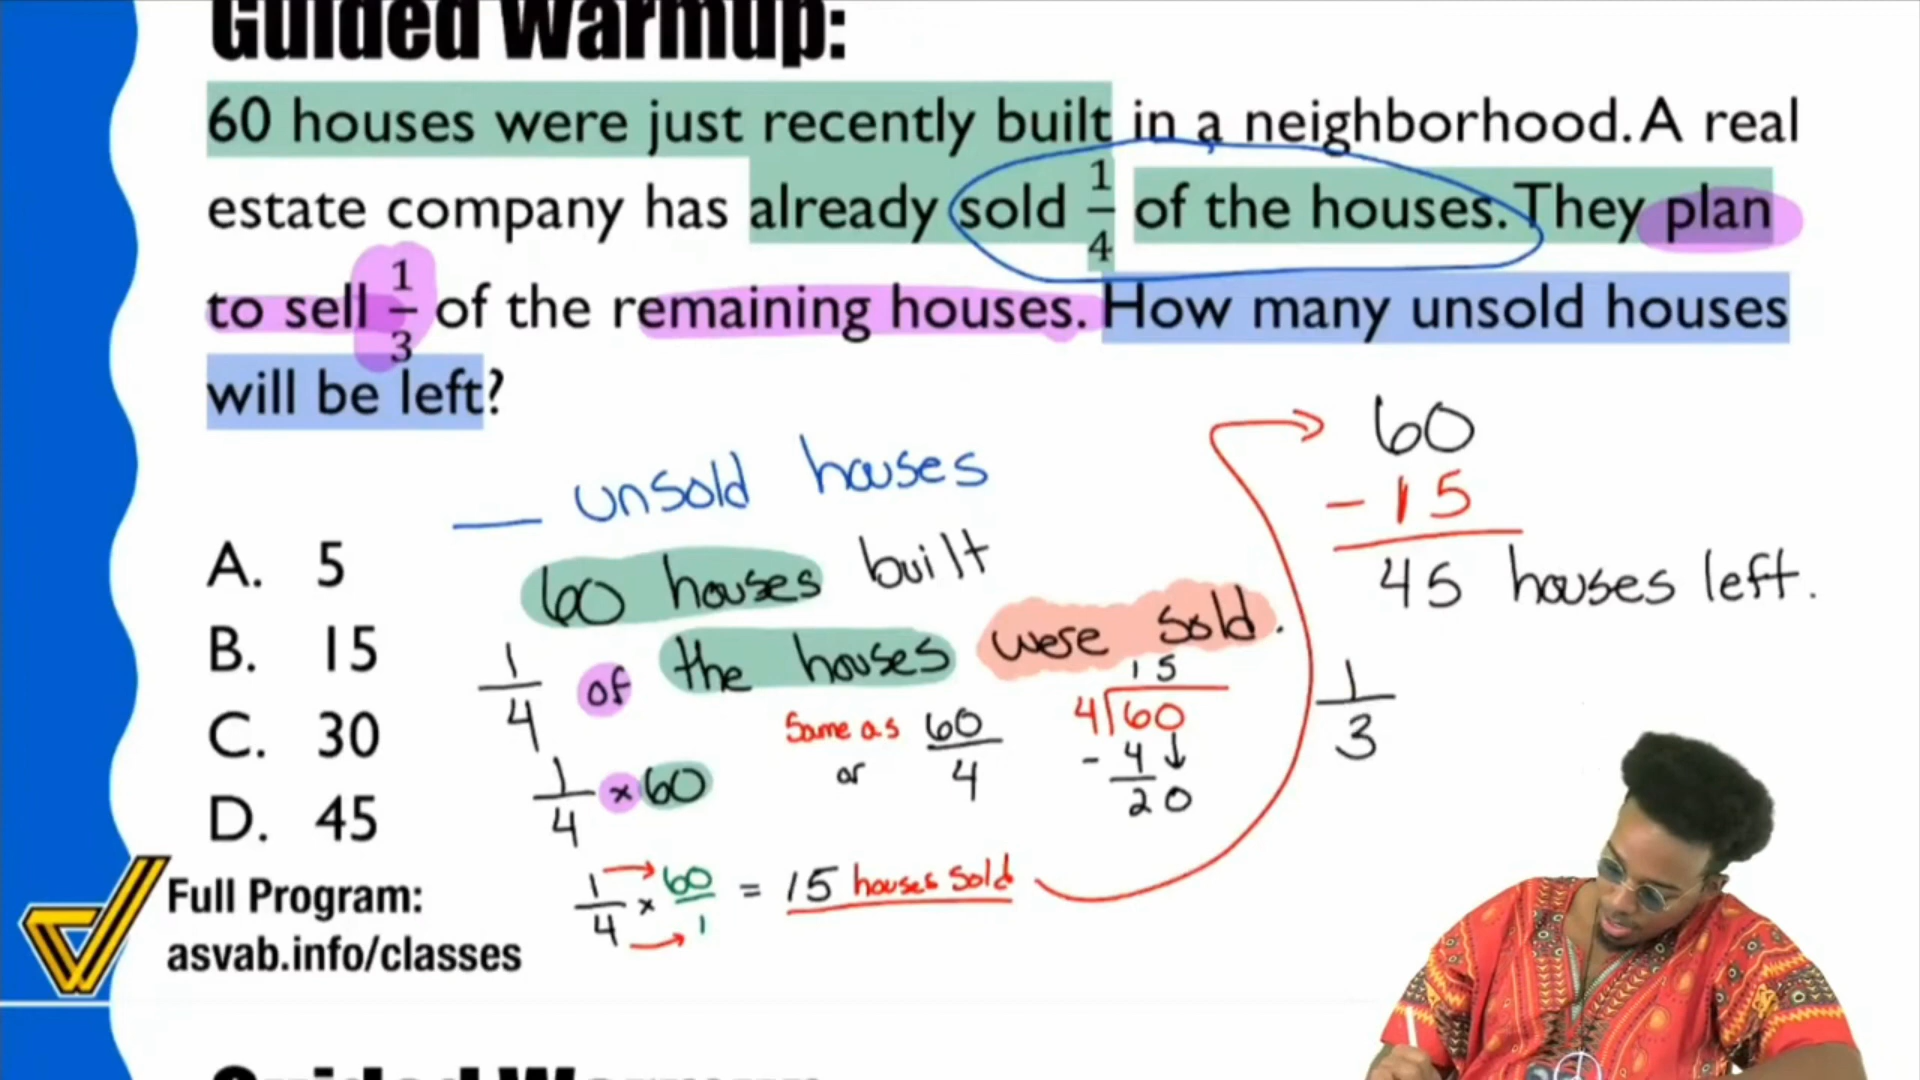 Guided Warmup:
60 houses were just recently built in a neighborhood. A real
estate company has already sold 1/4 of the houses. They plan
to sell 1/3 of the remaining houses. How many unsold houses
will be left?
___ unsold houses
60 houses built
1/4 of the houses were sold.
1/4 × 60
Same as 60/4
or
15
4)60
- 4↓
20
1/4 × 60/1 = 15 houses sold
60
- 15
45 houses left.
1/3
A. 5
B. 15
C. 30
D. 45
Full Program:
asvab.info/classes